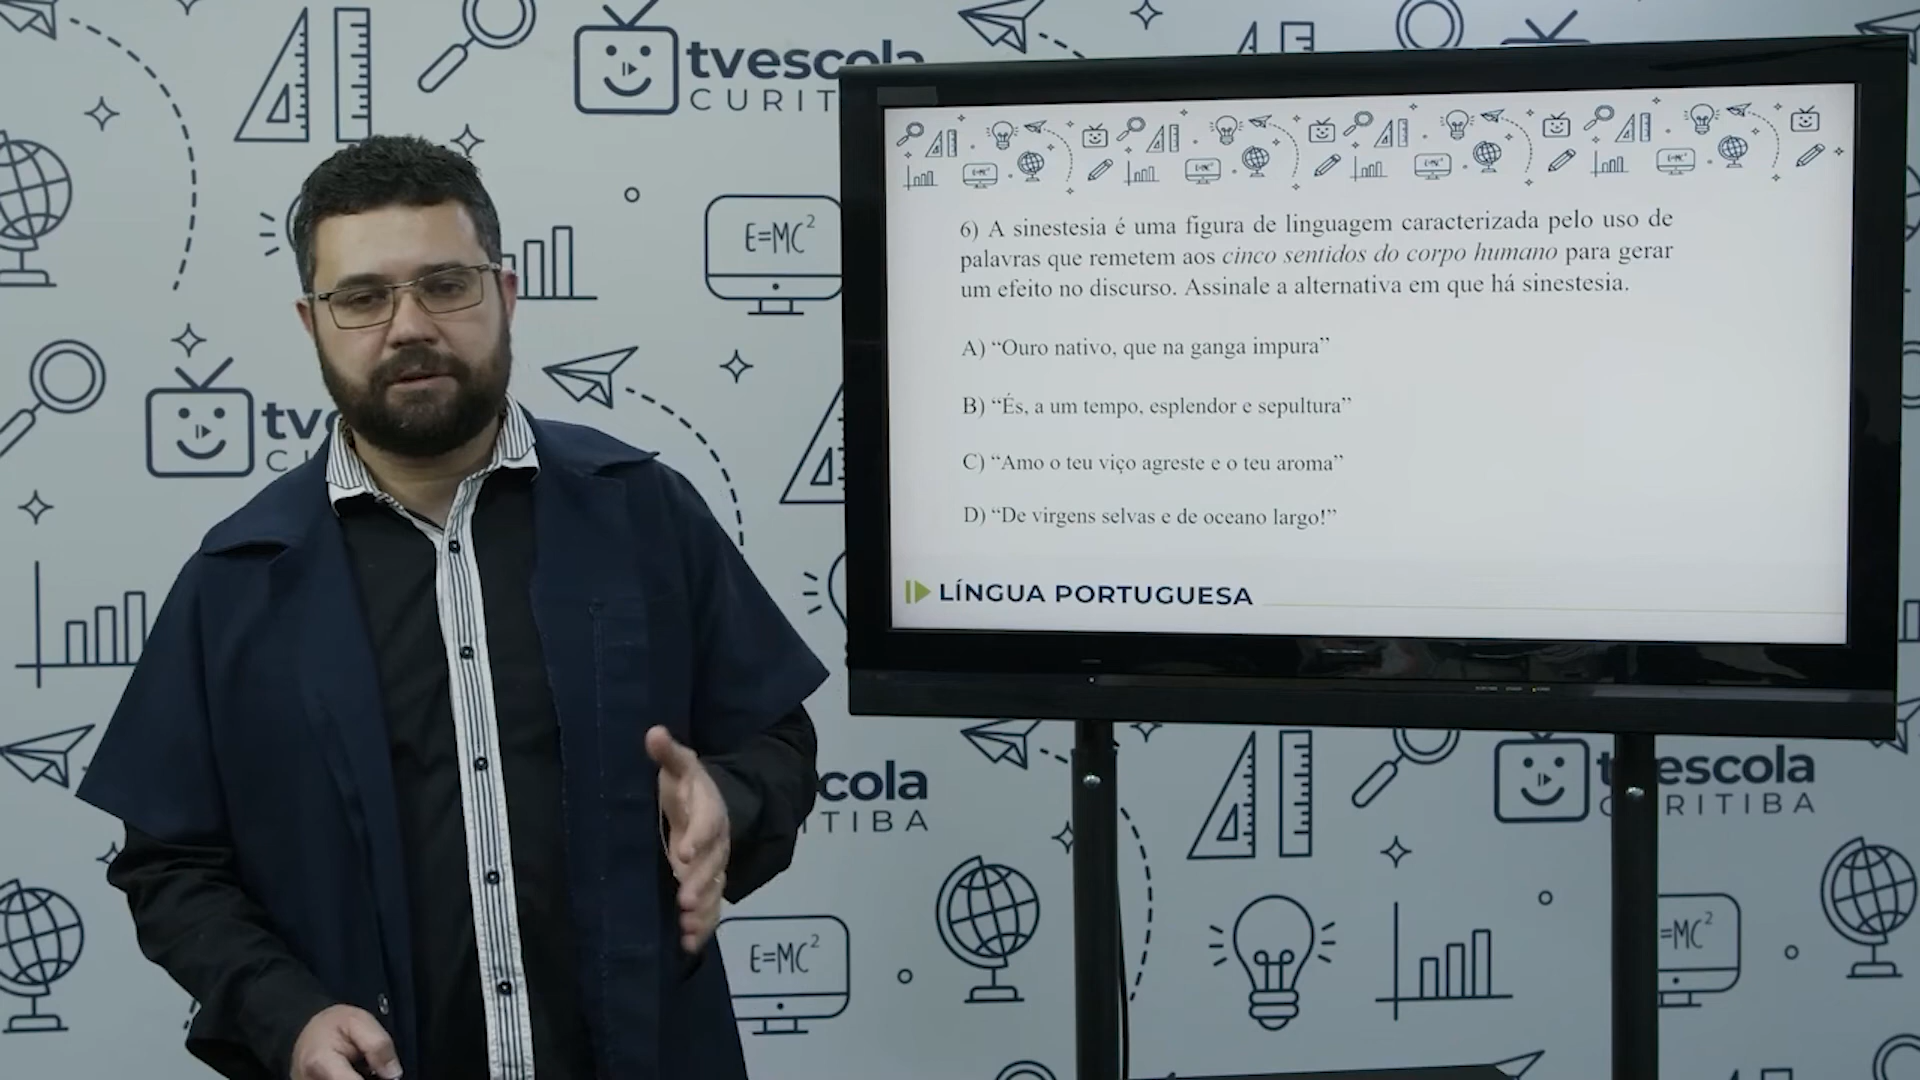 tvescola
CURIT
E=MC²
tv
6) A sinestesia é uma figura de linguagem caracterizada pelo uso de
palavras que remetem aos cinco sentidos do corpo humano para gerar
um efeito no discurso. Assinale a alternativa em que há sinestesia.
A) “Ouro nativo, que na ganga impura”
B) “És, a um tempo, esplendor e sepultura”
C) “Amo o teu viço agreste e o teu aroma”
D) “De virgens selvas e de oceano largo!”
LÍNGUA PORTUGUESA
cola
ITIBA
tvescola
CURITIBA
E=MC²
=MC²